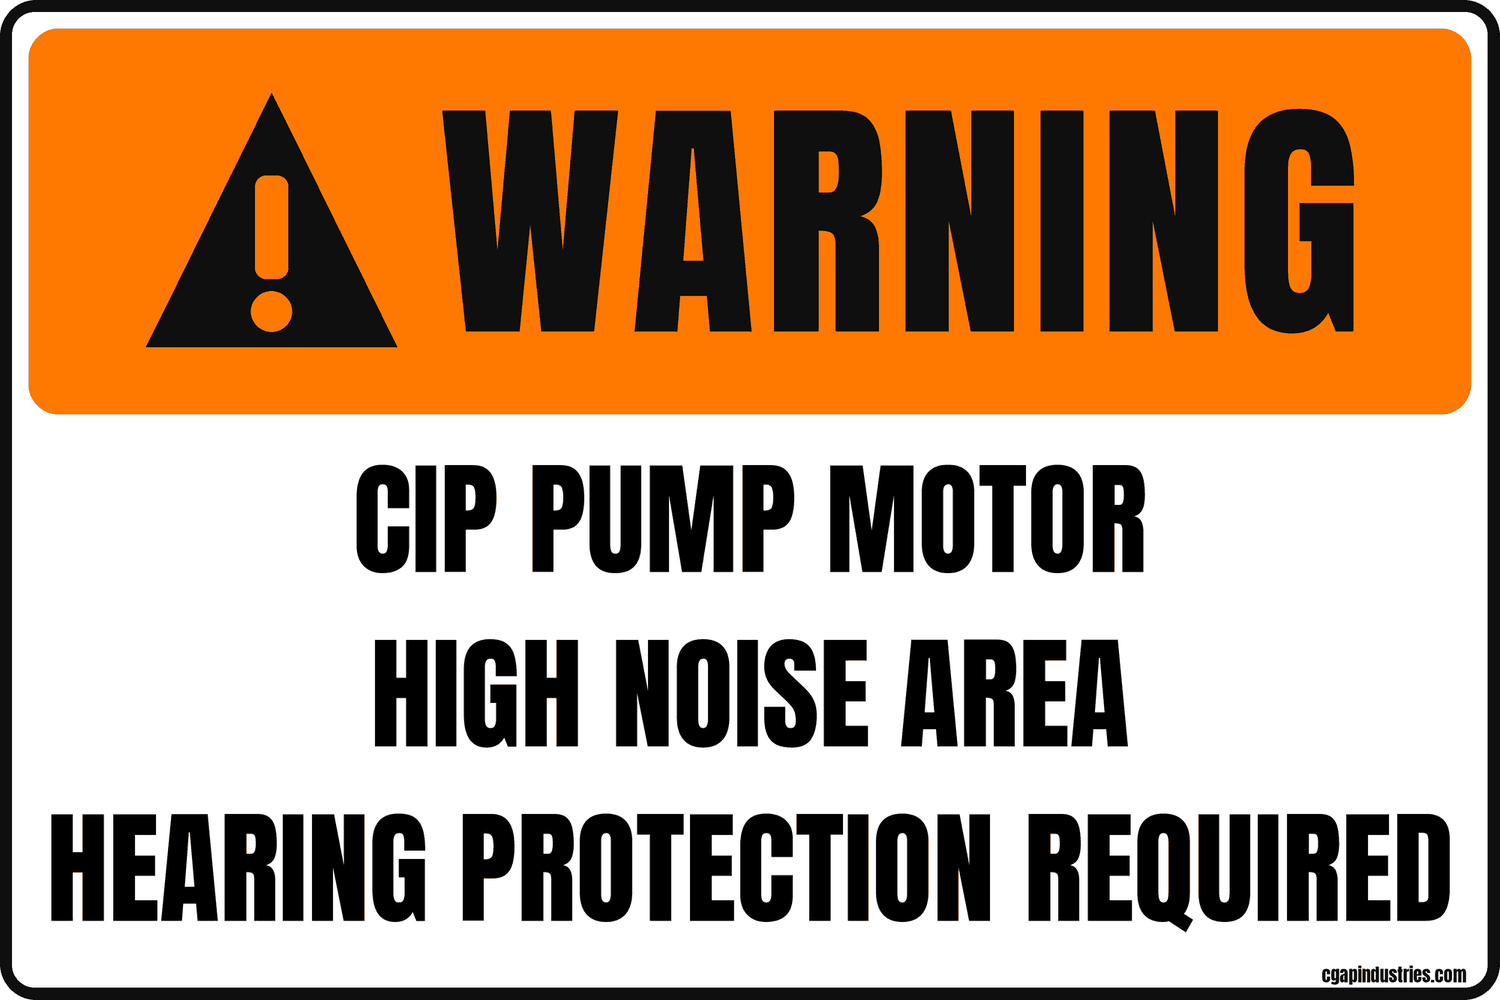 WARNING
CIP PUMP MOTOR
HIGH NOISE AREA
HEARING PROTECTION REQUIRED
cgapindustries.com